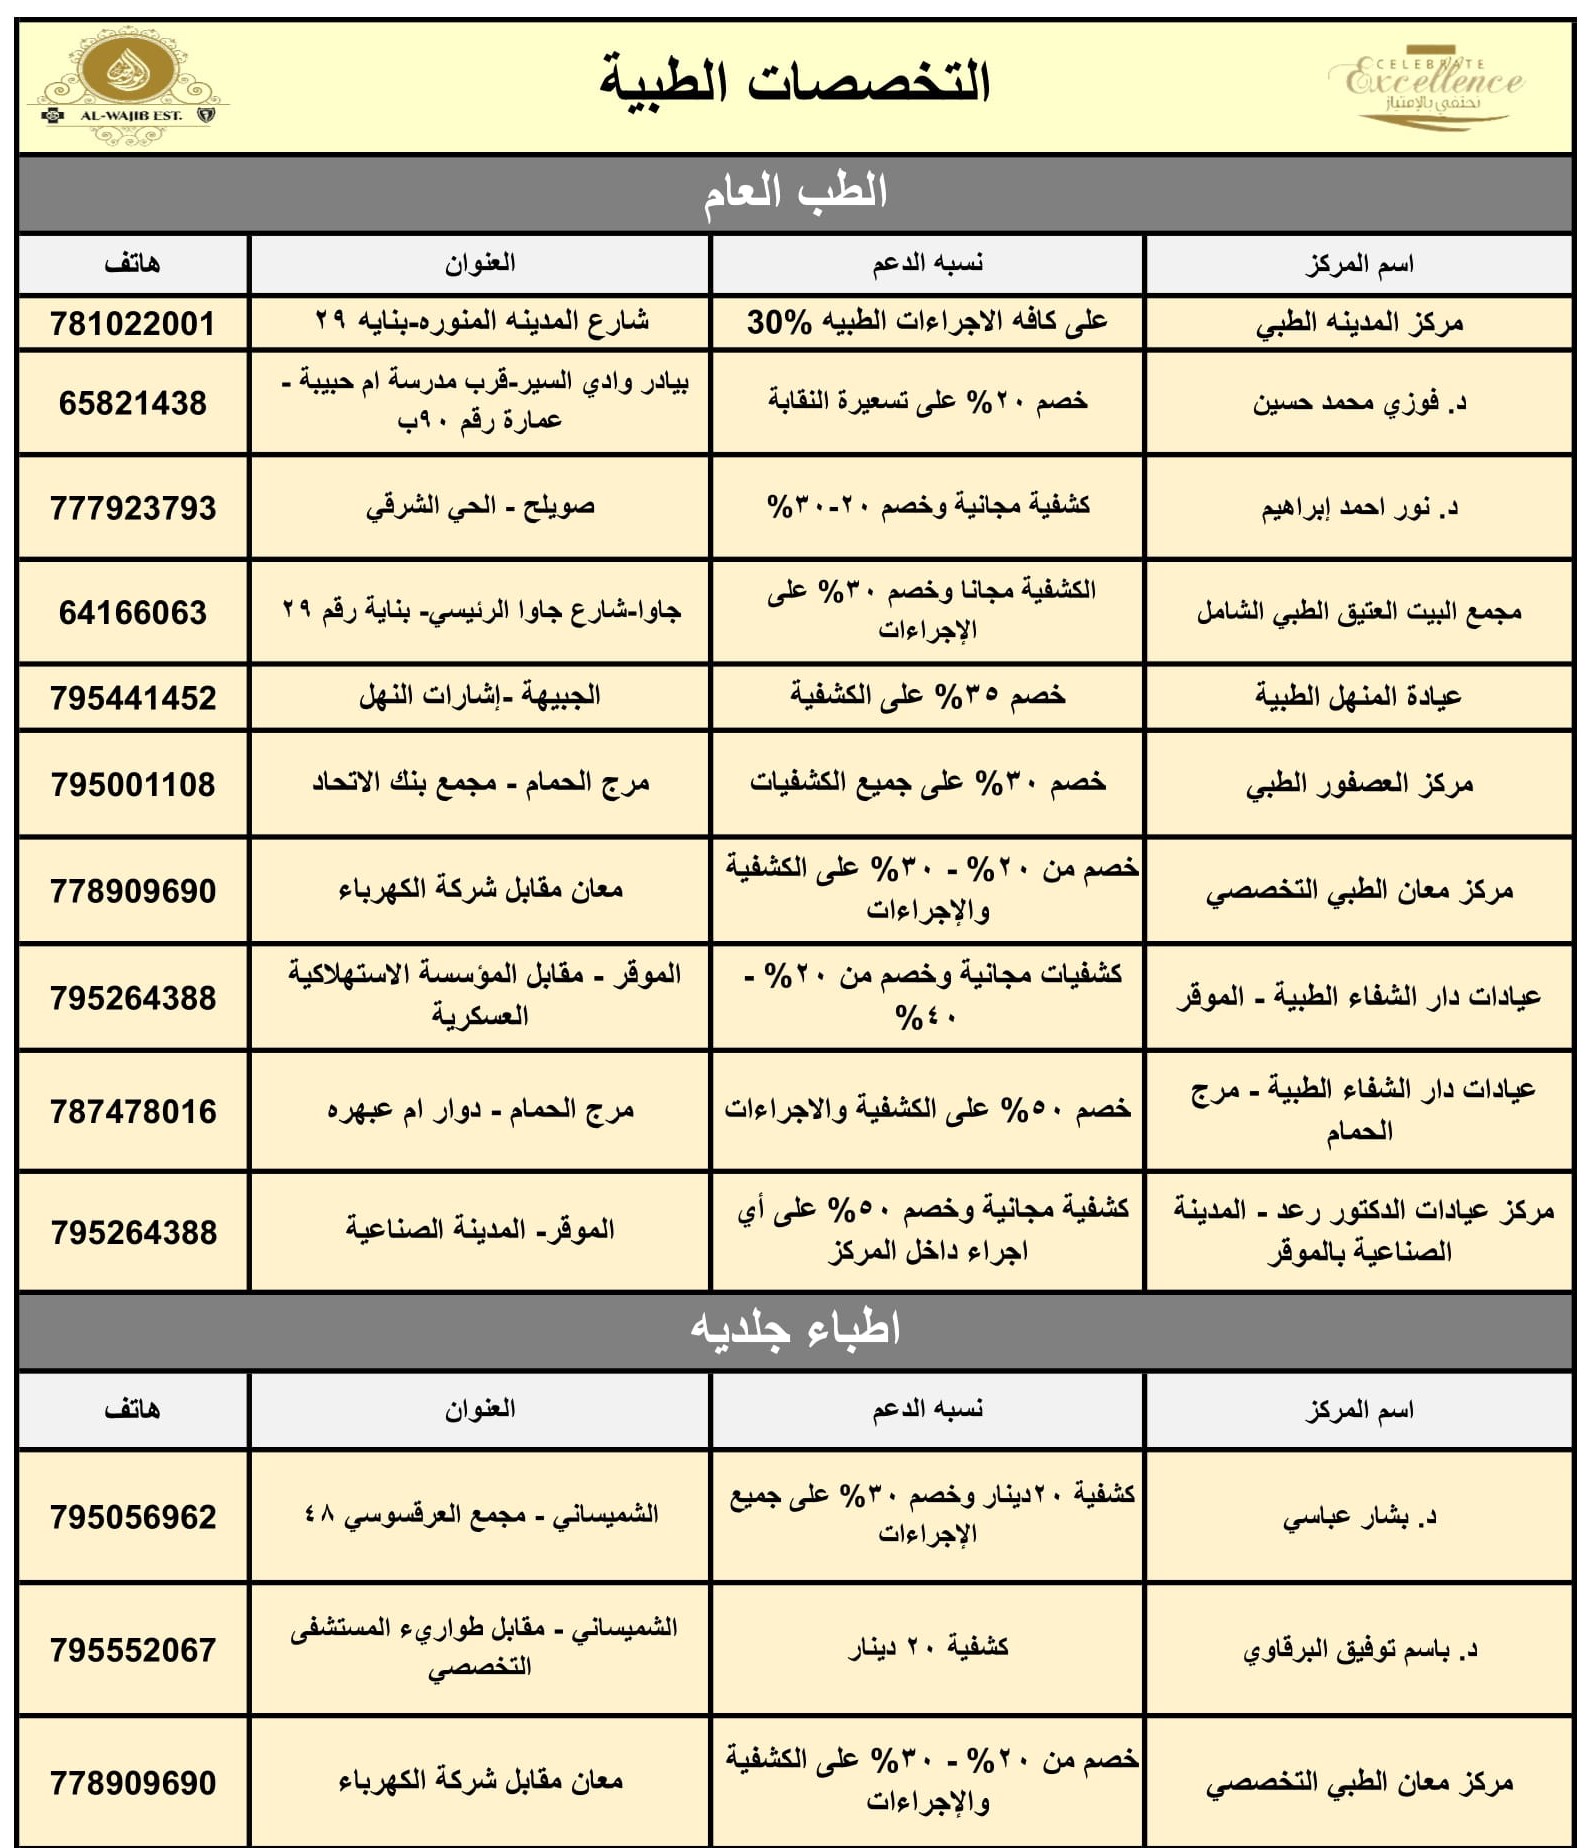 CELEBRATE
Excellence
نحتفي بالإمتياز
التخصصات الطبية
AL-WAJIB EST.
الطب العام
اسم المركز نسبه الدعم العنوان هاتف
مركز المدينه الطبي
على كافه الاجراءات الطبيه %30
شارع المدينه المنوره-بنايه ٢٩
781022001
د. فوزي محمد حسين
خصم ٢٠% على تسعيرة النقابة
بيادر وادي السير-قرب مدرسة ام حبيبة -
عمارة رقم ٩٠ب
65821438
د. نور احمد إبراهيم
كشفية مجانية وخصم ٢٠-٣٠%
صويلح - الحي الشرقي
777923793
مجمع البيت العتيق الطبي الشامل
الكشفية مجانا وخصم ٣٠% على
الإجراءات
جاوا-شارع جاوا الرئيسي- بناية رقم ٢٩
64166063
عيادة المنهل الطبية
خصم ٣٥% على الكشفية
الجبيهة -إشارات النهل
795441452
مركز العصفور الطبي
خصم ٣٠% على جميع الكشفيات
مرج الحمام - مجمع بنك الاتحاد
795001108
مركز معان الطبي التخصصي
خصم من ٢٠% - ٣٠% على الكشفية
والإجراءات
معان مقابل شركة الكهرباء
778909690
عيادات دار الشفاء الطبية - الموقر
كشفيات مجانية وخصم من ٢٠% -
٤٠%
الموقر - مقابل المؤسسة الاستهلاكية
العسكرية
795264388
عيادات دار الشفاء الطبية - مرج
الحمام
خصم ٥٠% على الكشفية والاجراءات
مرج الحمام - دوار ام عبهره
787478016
مركز عيادات الدكتور رعد - المدينة
الصناعية بالموقر
كشفية مجانية وخصم ٥٠% على أي
اجراء داخل المركز
الموقر- المدينة الصناعية
795264388
اطباء جلديه
اسم المركز نسبه الدعم العنوان هاتف
د. بشار عباسي
كشفية ٢٠دينار وخصم ٣٠% على جميع
الإجراءات
الشميساني - مجمع العرقسوسي ٤٨
795056962
د. باسم توفيق البرقاوي
كشفية ٢٠ دينار
الشميساني - مقابل طواريء المستشفى
التخصصي
795552067
مركز معان الطبي التخصصي
خصم من ٢٠% - ٣٠% على الكشفية
والإجراءات
معان مقابل شركة الكهرباء
778909690